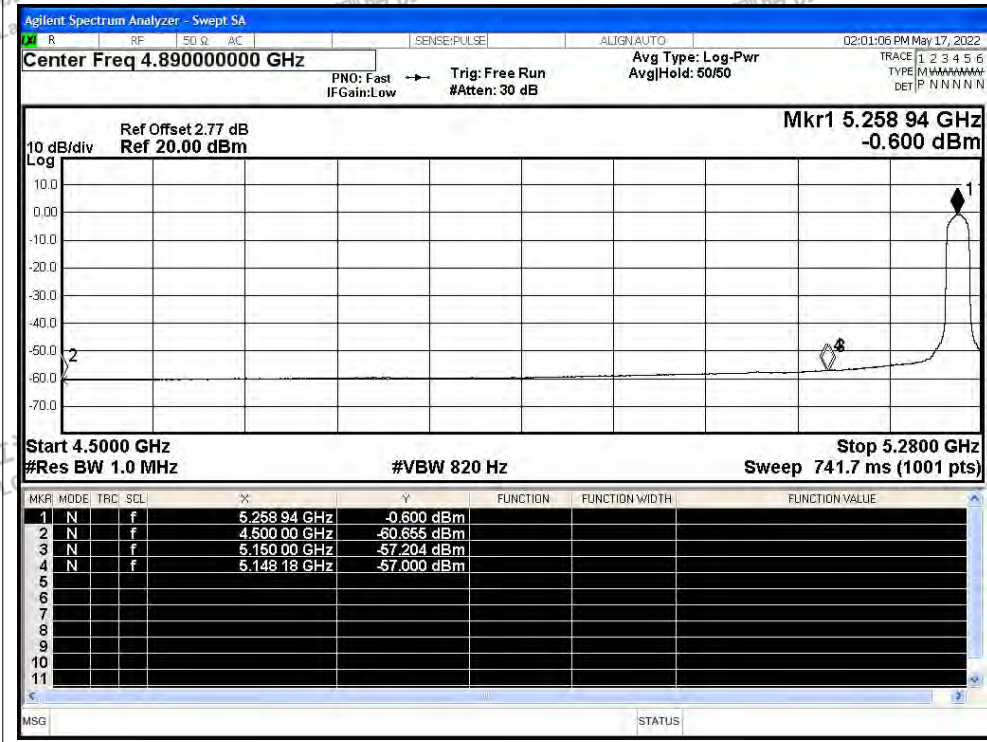 Agilent Spectrum Analyzer - Swept SA
R RF 50 Ω AC SENSE:PULSE ALIGN AUTO 02:01:06 PM May 17, 2022
Center Freq 4.890000000 GHz
PNO: Fast
IFGain:Low
Trig: Free Run
#Atten: 30 dB
Avg Type: Log-Pwr
Avg|Hold: 50/50
TRACE 1 2 3 4 5 6
TYPE M W W W W W
DET P N N N N N
Mkr1 5.258 94 GHz
-0.600 dBm
Ref Offset 2.77 dB
10 dB/div Ref 20.00 dBm
Log
10.0
0.00
-10.0
-20.0
-30.0
-40.0
-50.0
-60.0
-70.0
1
2
Start 4.5000 GHz Stop 5.2800 GHz
#Res BW 1.0 MHz #VBW 820 Hz Sweep 741.7 ms (1001 pts)
MKR MODE TRC SCL X Y FUNCTION FUNCTION WIDTH FUNCTION VALUE
1 N f 5.258 94 GHz -0.600 dBm
2 N f 4.500 00 GHz -60.655 dBm
3 N f 5.150 00 GHz -57.204 dBm
4 N f 5.148 18 GHz -57.000 dBm
5
6
7
8
9
10
11
MSG STATUS